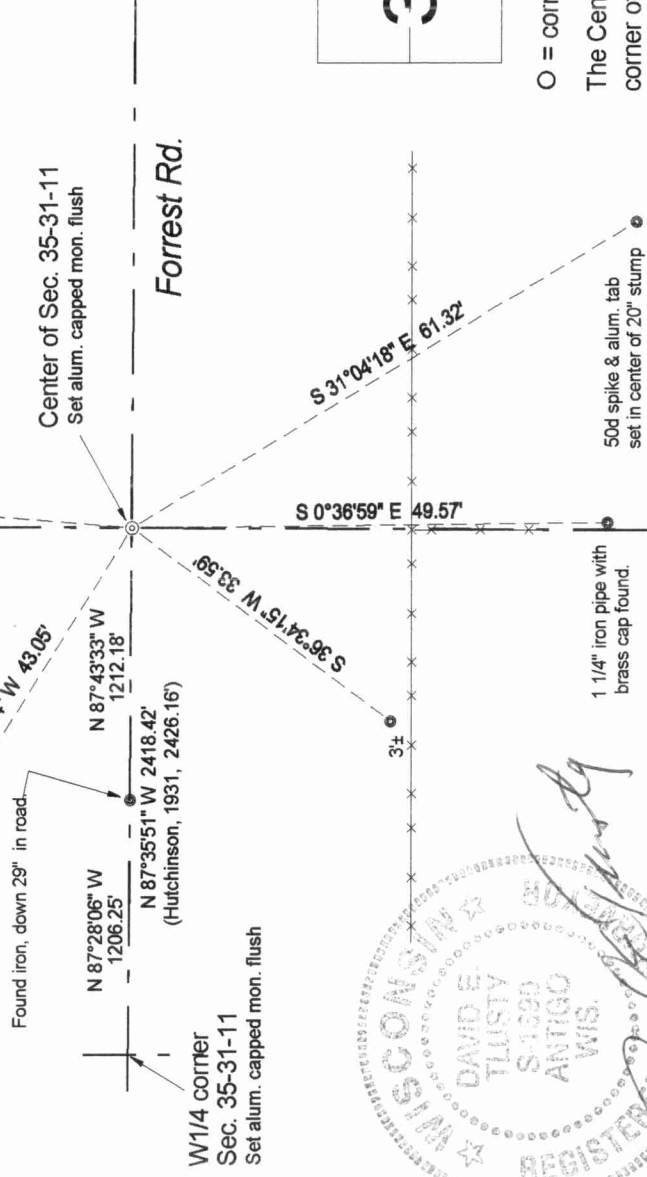 Center of Sec. 35-31-11
Set alum. capped mon. flush
Forrest Rd.
O = corn
The Cen
corner of
W 43.05'
Found iron, down 29" in road.
N 87°43'33" W
1212.18'
N 87°28'06" W
1206.25'
N 87°35'51" W 2418.42'
(Hutchinson, 1931, 2426.16')
W1/4 corner
Sec. 35-31-11
Set alum. capped mon. flush
S 31°04'18" E 61.32'
S 0°36'59" E 49.57'
S 36°34'15" W 33.59'
3'±
50d spike & alum. tab
set in center of 20" stump
1 1/4" iron pipe with
brass cap found.
WISCONSIN
DAVID E.
TLUSTY
S-1690
ANTIGO
WIS.
REGISTER